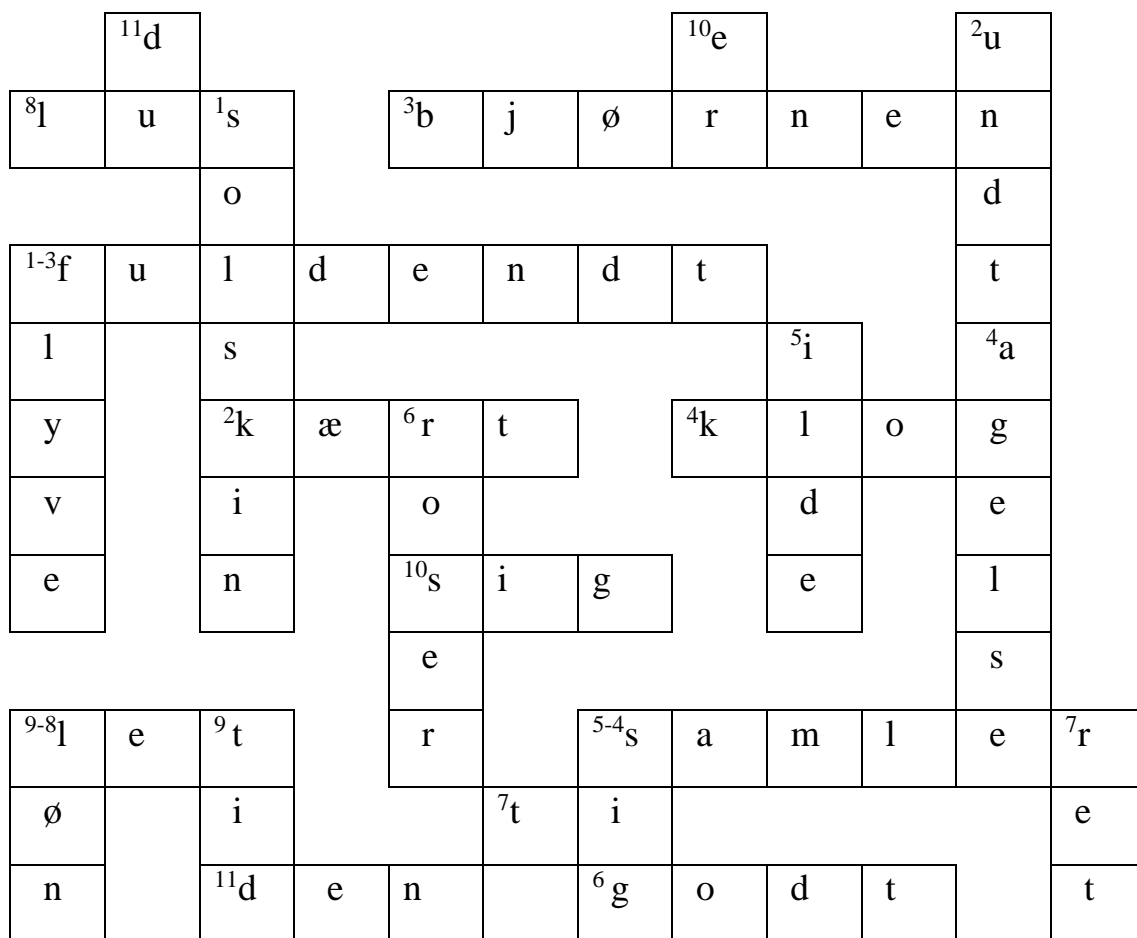 11d 10e 2u
8l u 1s 3b j ø r n e n
o d
1-3f u l d e n d t t
l s 5i 4a
y 2k æ 6r t 4k l o g
v i o d e
e n 10s i g e l
e s
9-8l e 9t r 5-4s a m l e 7r
ø i 7t i e
n 11d e n 6g o d t t